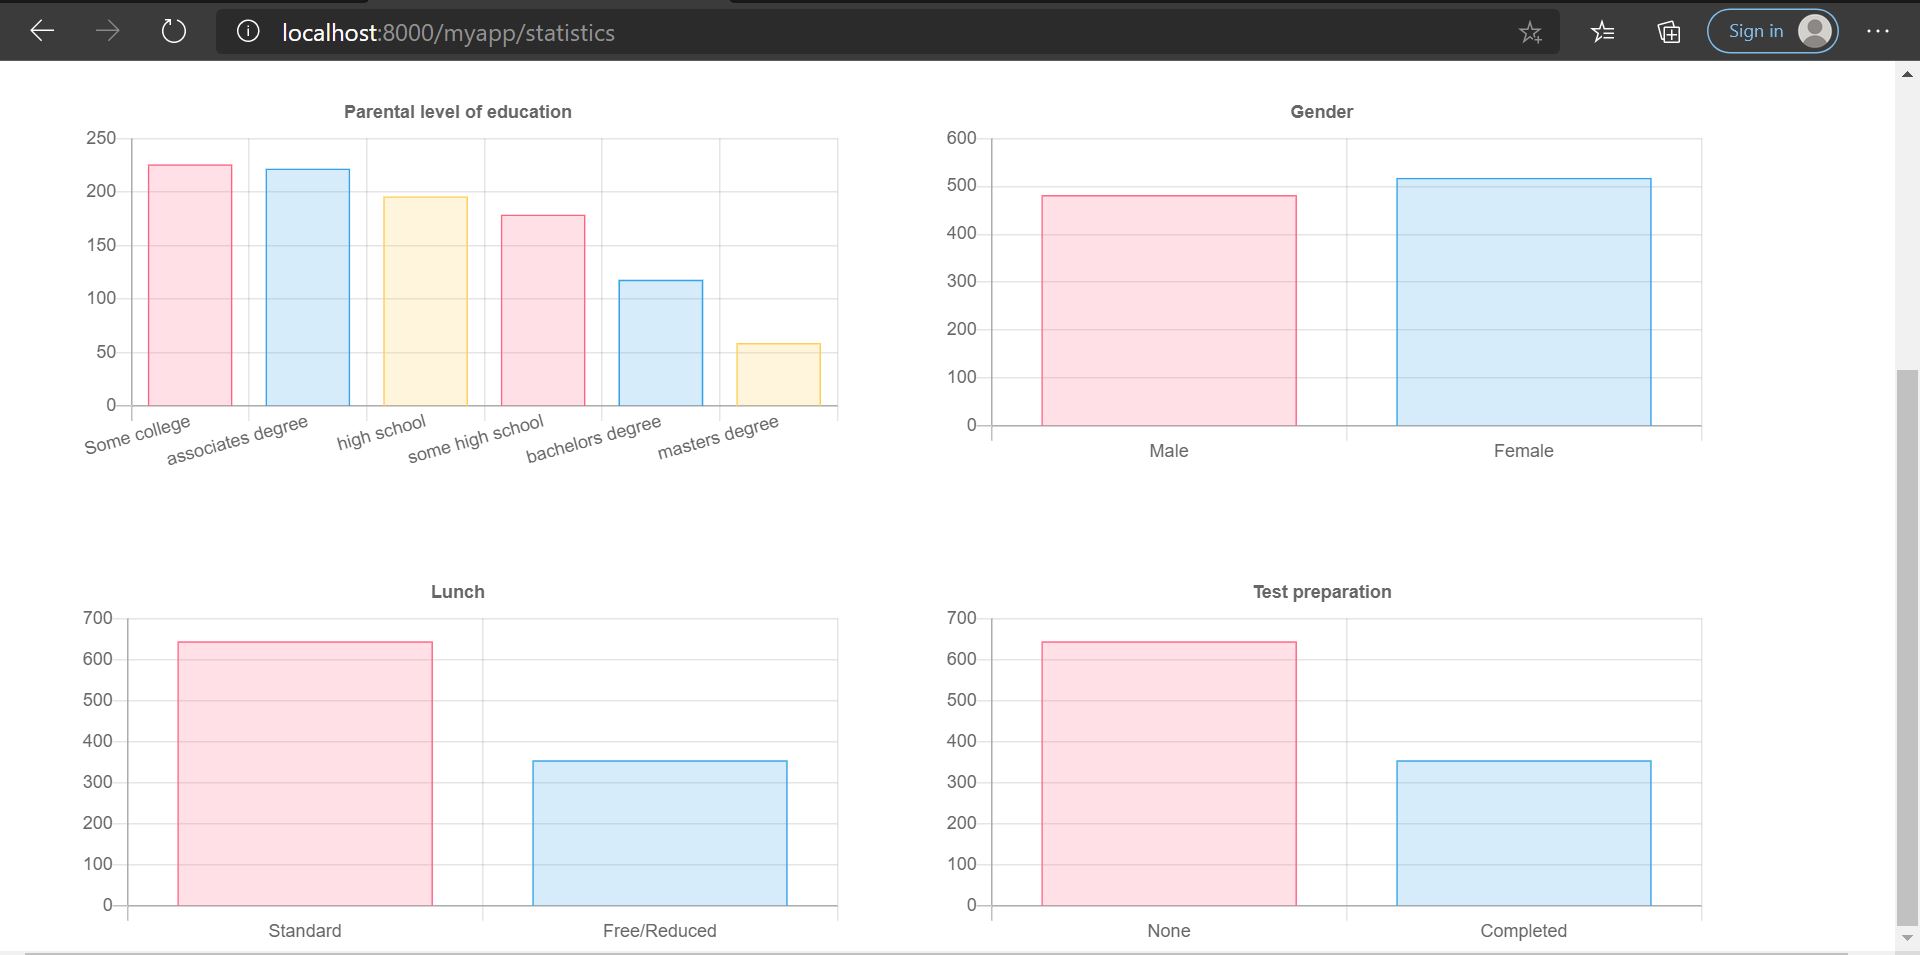 localhost:8000/myapp/statistics
Sign in
Parental level of education
250
200
150
100
50
0
Some college
associates degree
high school
some high school
bachelors degree
masters degree
Gender
600
500
400
300
200
100
0
Male
Female
Lunch
700
600
500
400
300
200
100
0
Standard
Free/Reduced
Test preparation
700
600
500
400
300
200
100
0
None
Completed